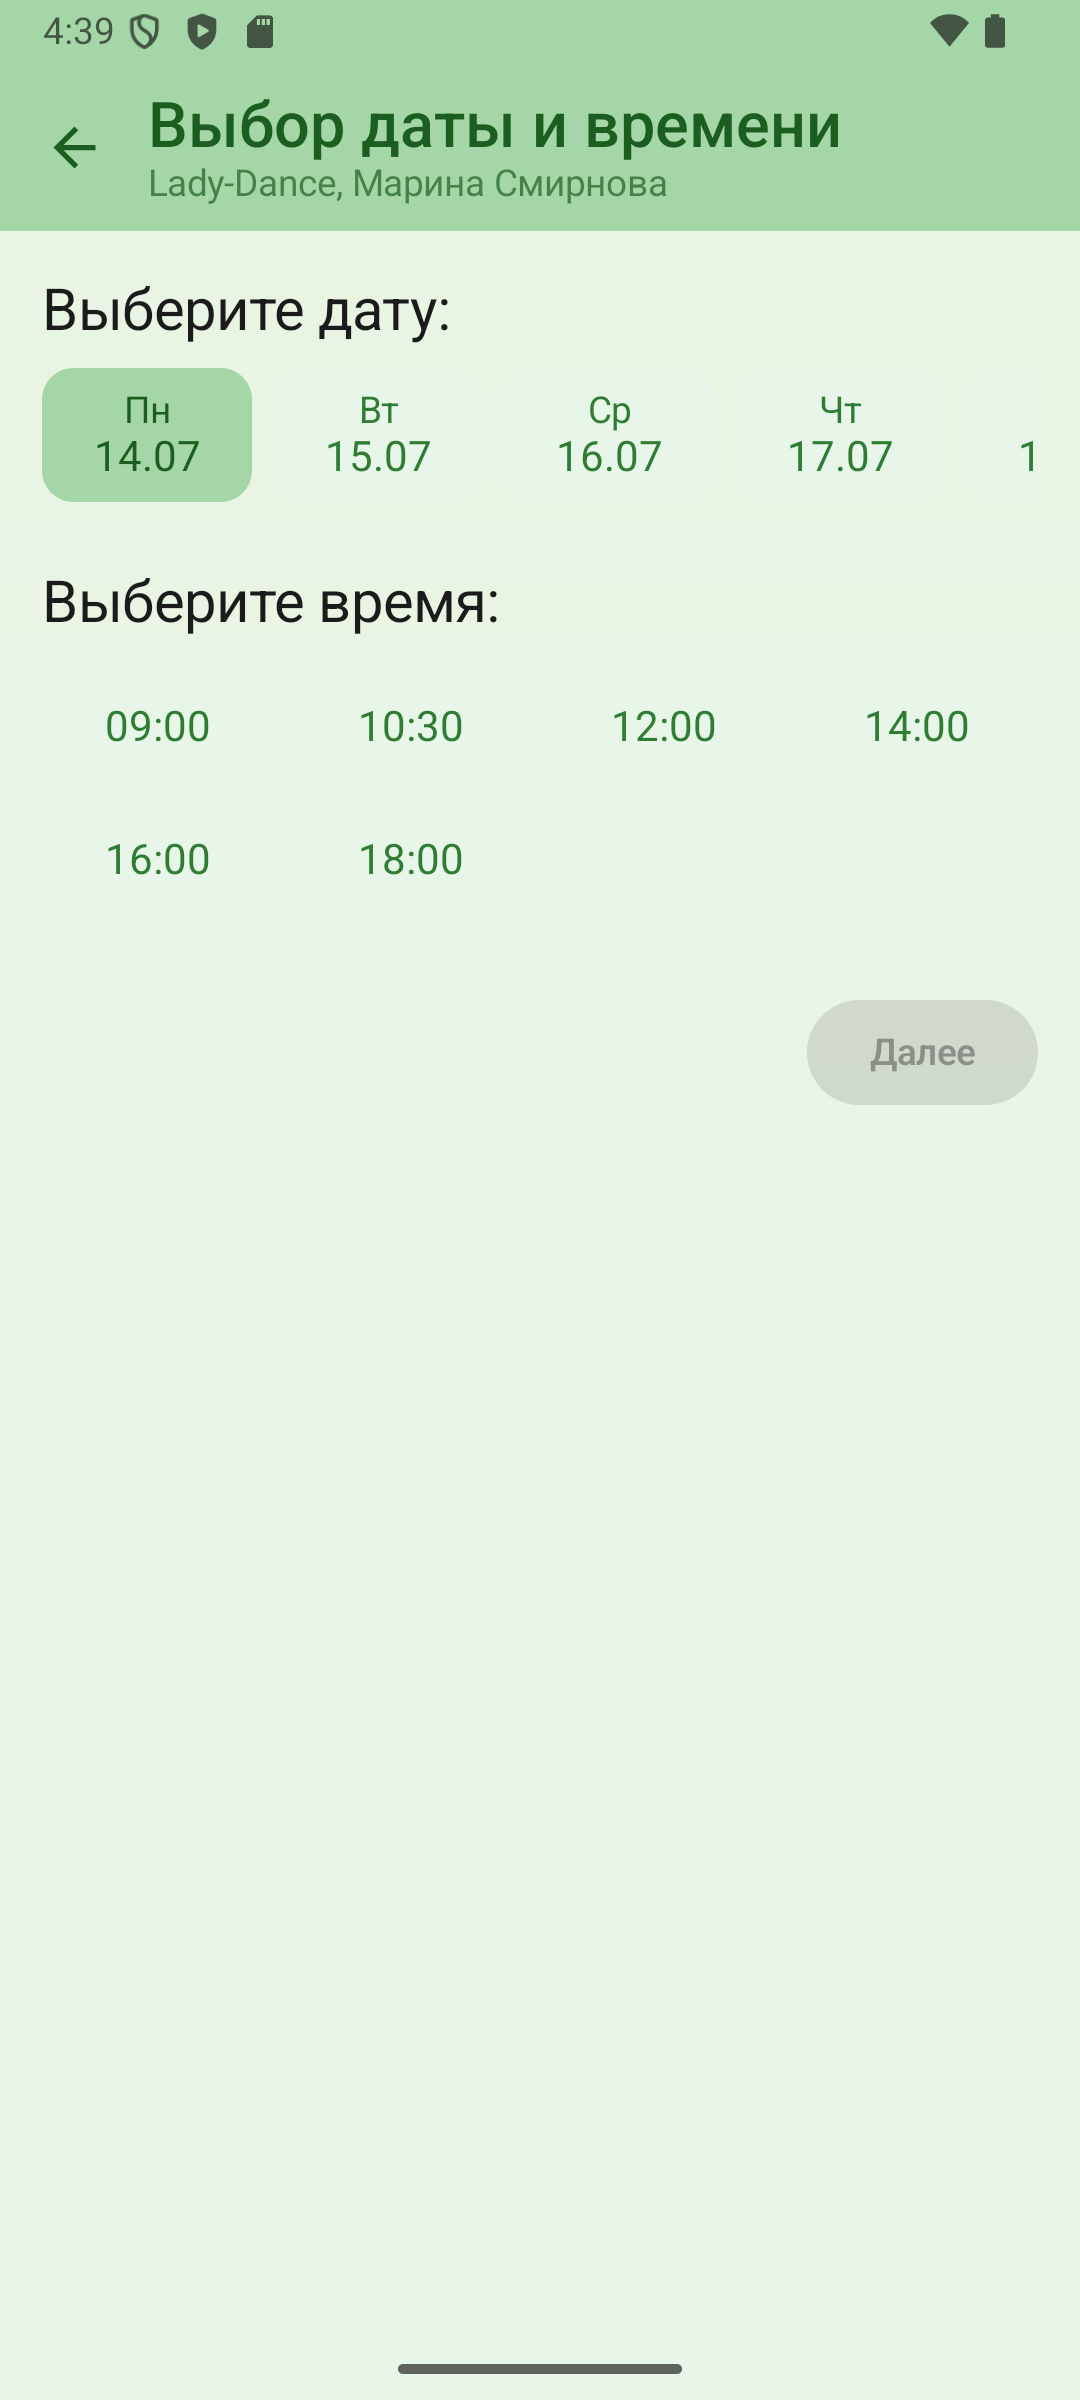 4:39
Выбор даты и времени
Lady-Dance, Марина Смирнова
Выберите дату:
Пн Вт Ср Чт
14.07 15.07 16.07 17.07 1
Выберите время:
09:00 10:30 12:00 14:00
16:00 18:00
Далее